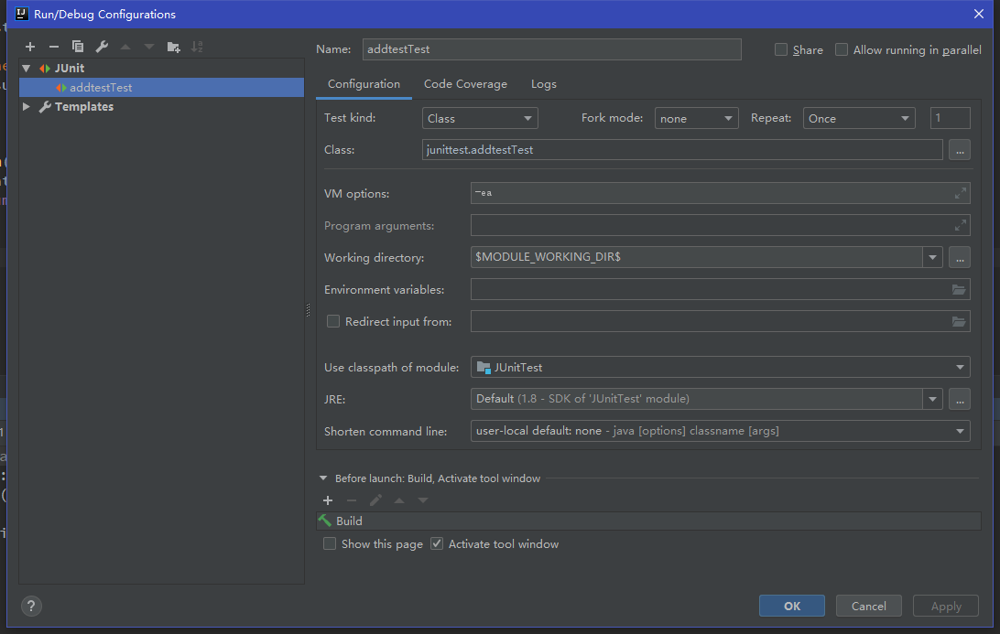 Run/Debug Configurations
Name: addtestTest Share Allow running in parallel
JUnit
addtestTest
Templates
Configuration Code Coverage Logs
Test kind: Class Fork mode: none Repeat: Once 1
Class: junittest.addtestTest ...
VM options: -ea
Program arguments:
Working directory: $MODULE_WORKING_DIR$ ...
Environment variables:
Redirect input from:
Use classpath of module: JUnitTest
JRE: Default (1.8 - SDK of 'JUnitTest' module) ...
Shorten command line: user-local default: none - java [options] classname [args]
Before launch: Build, Activate tool window
Build
Show this page Activate tool window
? OK Cancel Apply